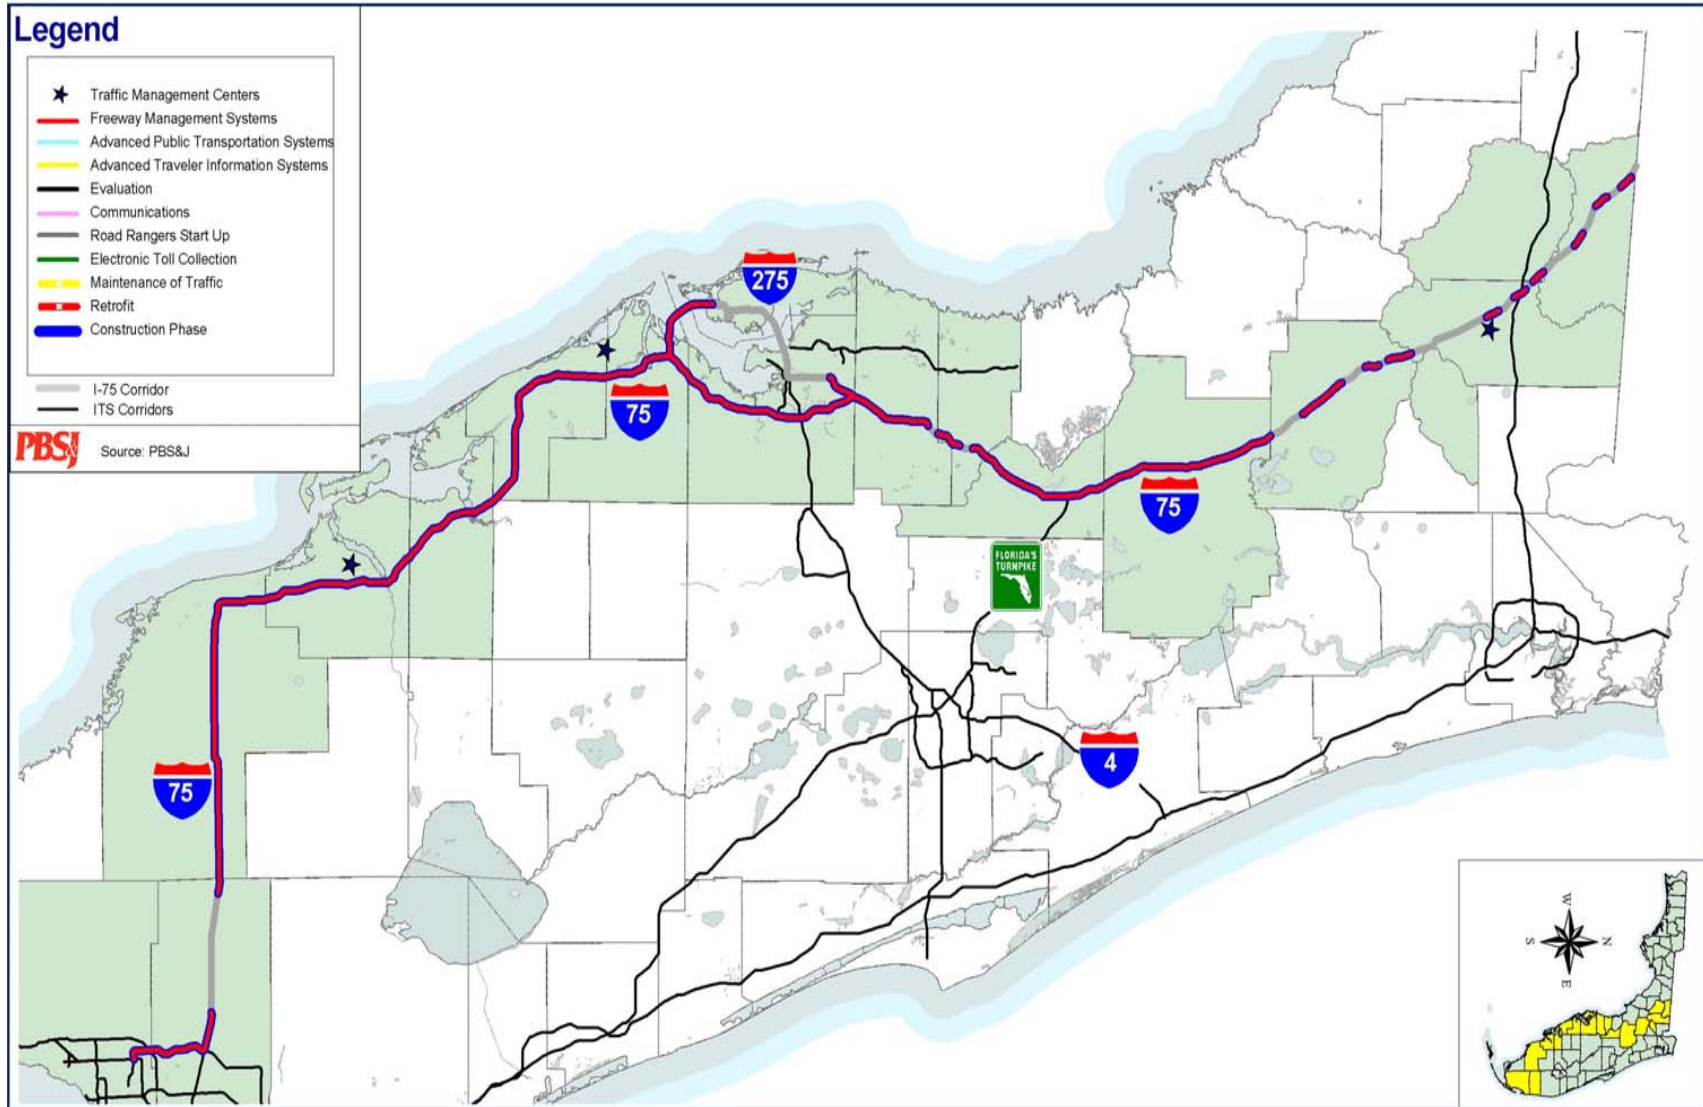 Legend
Traffic Management Centers
Freeway Management Systems
Advanced Public Transportation Systems
Advanced Traveler Information Systems
Evaluation
Communications
Road Rangers Start Up
Electronic Toll Collection
Maintenance of Traffic
Retrofit
Construction Phase
I-75 Corridor
ITS Corridors
PBS&J
Source: PBS&J
275
75
75
FLORIDA'S
TURNPIKE
4
75
W
S
N
E